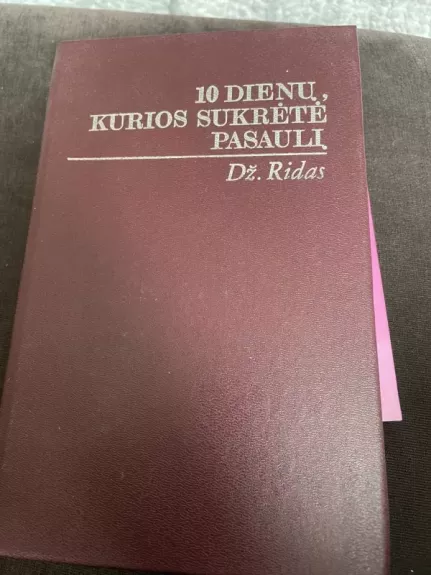 10 DIENŲ,
KURIOS SUKRĖTĖ
PASAULĮ
Dž. Ridas